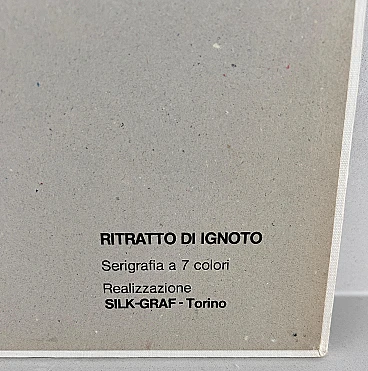 RITRATTO DI IGNOTO
Serigrafia a 7 colori
Realizzazione
SILK-GRAF - Torino